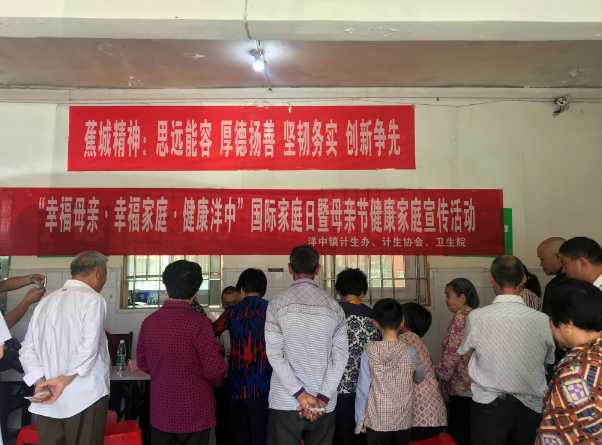 蕉城精神：思远能容 厚德扬善 坚韧务实 创新争先
“幸福母亲·幸福家庭·健康洋中”国际家庭日暨母亲节健康家庭宣传活动
洋中镇计生办、计生协会、卫生院